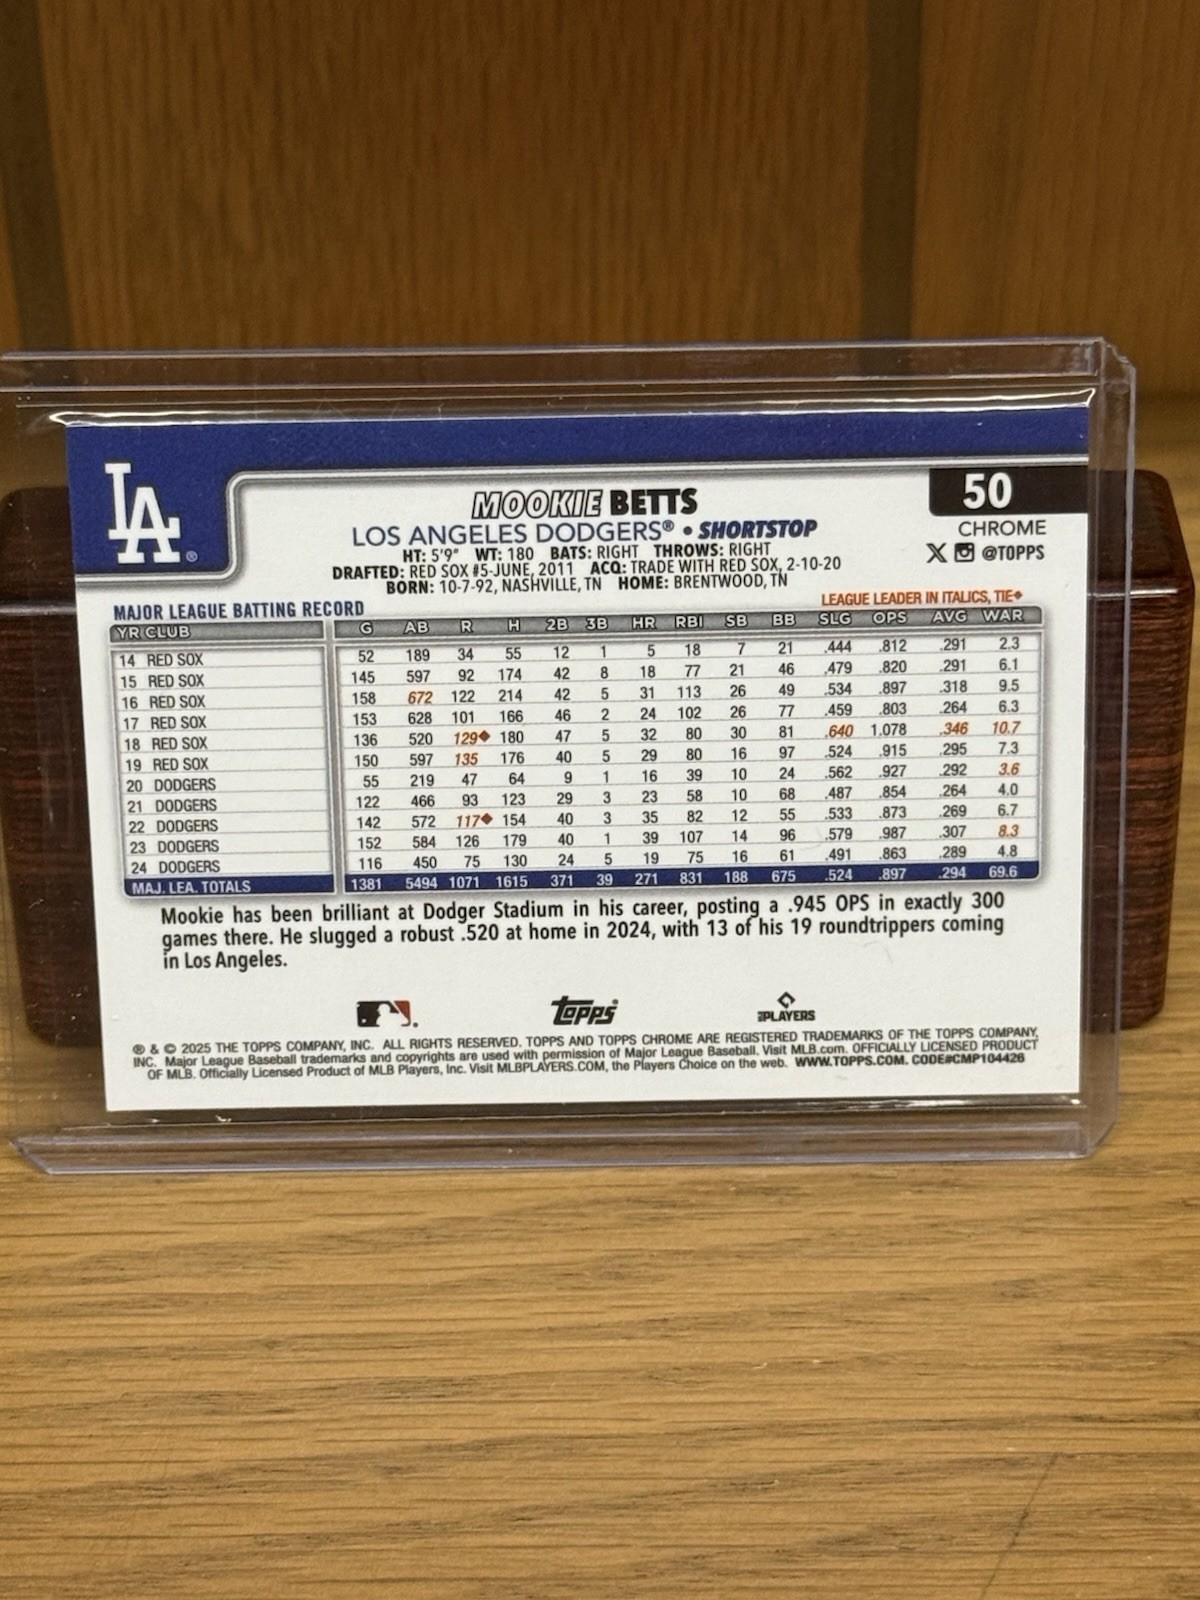 LA®
MOOKIE BETTS
50
LOS ANGELES DODGERS® • SHORTSTOP
CHROME
HT: 5'9" WT: 180 BATS: RIGHT THROWS: RIGHT
X @TOPPS
DRAFTED: RED SOX #5-JUNE, 2011 ACQ: TRADE WITH RED SOX, 2-10-20
BORN: 10-7-92, NASHVILLE, TN HOME: BRENTWOOD, TN
MAJOR LEAGUE BATTING RECORD
LEAGUE LEADER IN ITALICS, TIE◆
YR CLUB G AB R H 2B 3B HR RBI SB BB SLG OPS AVG WAR
14 RED SOX 52 189 34 55 12 1 5 18 7 21 .444 .812 .291 2.3
15 RED SOX 145 597 92 174 42 8 18 77 21 46 .479 .820 .291 6.1
16 RED SOX 158 672 122 214 42 5 31 113 26 49 .534 .897 .318 9.5
17 RED SOX 153 628 101 166 46 2 24 102 26 77 .459 .803 .264 6.3
18 RED SOX 136 520 129◆ 180 47 5 32 80 30 81 .640 1.078 .346 10.7
19 RED SOX 150 597 135 176 40 5 29 80 16 97 .524 .915 .295 7.3
20 DODGERS 55 219 47 64 9 1 16 39 10 24 .562 .927 .292 3.6
21 DODGERS 122 466 93 123 29 3 23 58 10 68 .487 .854 .264 4.0
22 DODGERS 142 572 117◆ 154 40 3 35 82 12 55 .533 .873 .269 6.7
23 DODGERS 152 584 126 179 40 1 39 107 14 96 .579 .987 .307 8.3
24 DODGERS 116 450 75 130 24 5 19 75 16 61 .491 .863 .289 4.8
MAJ. LEA. TOTALS 1381 5494 1071 1615 371 39 271 831 188 675 .524 .897 .294 69.6
Mookie has been brilliant at Dodger Stadium in his career, posting a .945 OPS in exactly 300
games there. He slugged a robust .520 at home in 2024, with 13 of his 19 roundtrippers coming
in Los Angeles.
Topps
PLAYERS
® & © 2025 THE TOPPS COMPANY, INC. ALL RIGHTS RESERVED. TOPPS AND TOPPS CHROME ARE REGISTERED TRADEMARKS OF THE TOPPS COMPANY,
INC. Major League Baseball trademarks and copyrights are used with permission of Major League Baseball. Visit MLB.com. OFFICIALLY LICENSED PRODUCT
OF MLB. Officially Licensed Product of MLB Players, Inc. Visit MLBPLAYERS.COM, the Players Choice on the web. WWW.TOPPS.COM. CODE#CMP104426